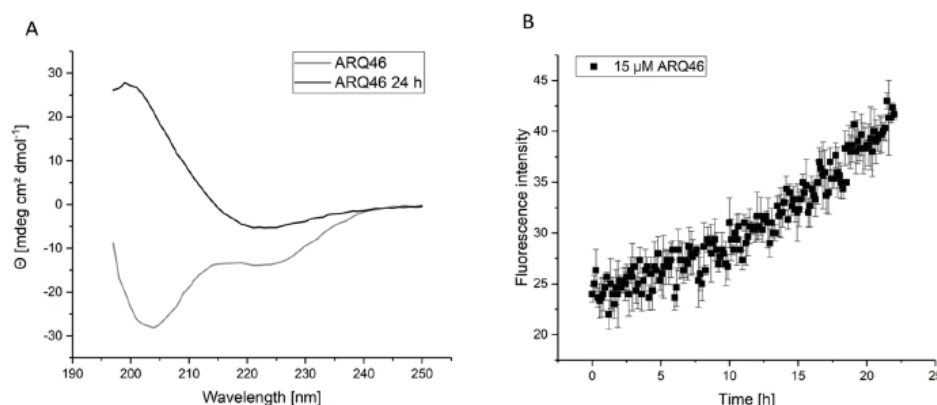 A
B
ARQ46
ARQ46 24 h
30
20
10
0
-10
-20
-30
Θ [mdeg cm² dmol⁻¹]
190 200 210 220 230 240 250
Wavelength [nm]
15 µM ARQ46
45
40
35
30
25
20
Fluorescence intensity
0 5 10 15 20 25
Time [h]